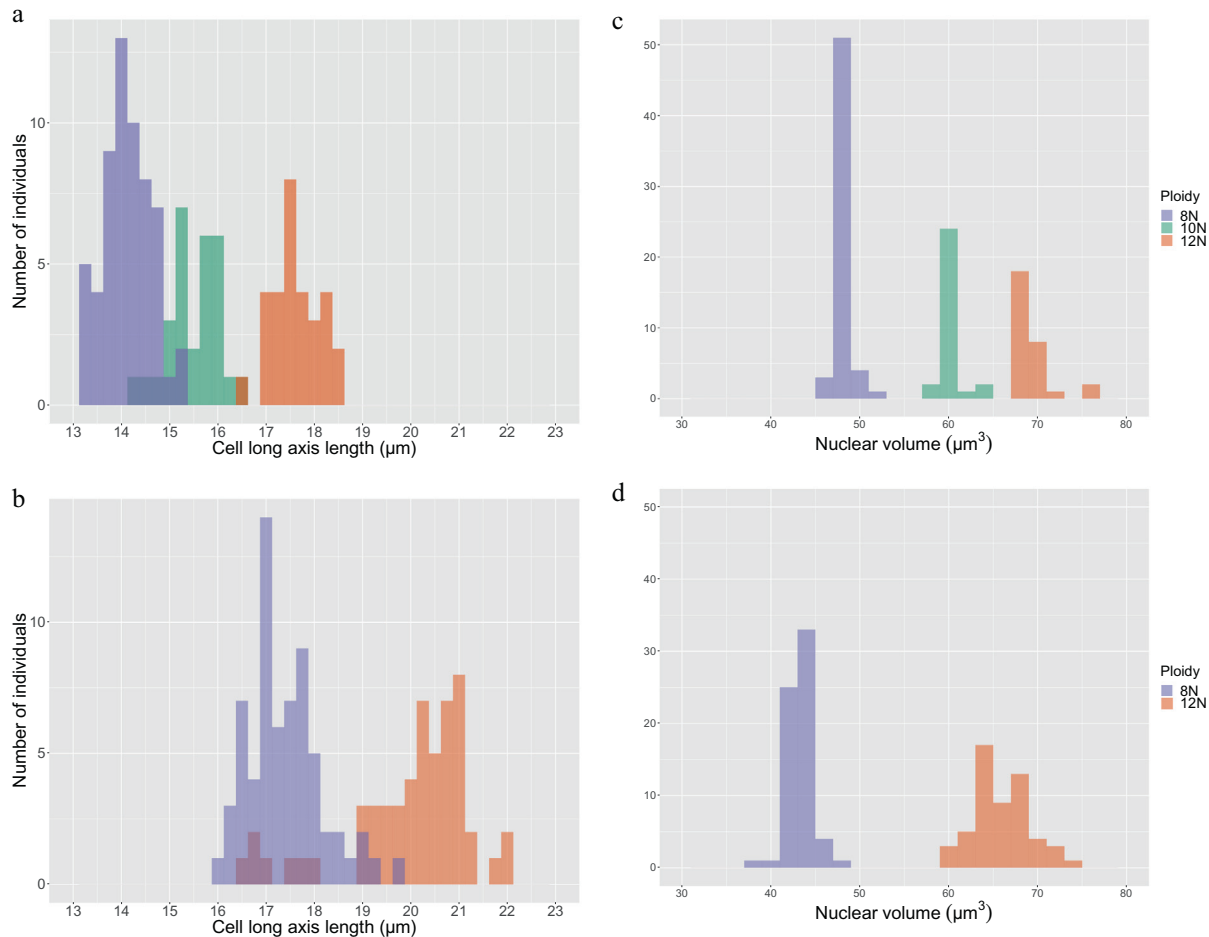 a
Number of individuals
10
5
0
13 14 15 16 17 18 19 20 21 22 23
Cell long axis length (µm)
c
50
40
30
20
10
0
30 40 50 60 70 80
Nuclear volume (µm³)
Ploidy
8N
10N
12N
b
Number of individuals
10
5
0
13 14 15 16 17 18 19 20 21 22 23
Cell long axis length (µm)
d
50
40
30
20
10
0
30 40 50 60 70 80
Nuclear volume (µm³)
Ploidy
8N
12N